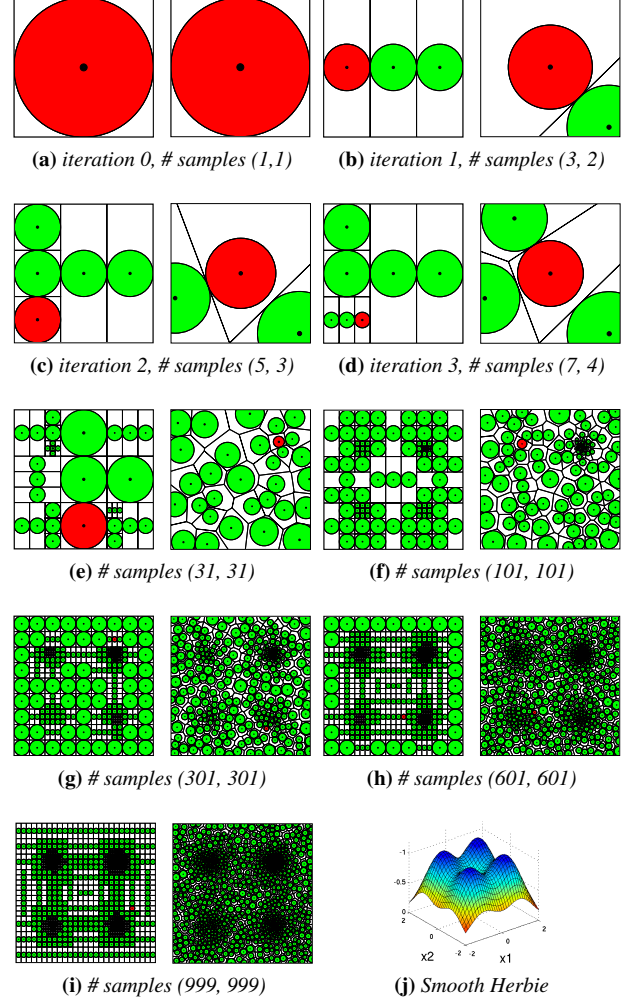 (a) iteration 0, # samples (1,1)
(b) iteration 1, # samples (3, 2)
(c) iteration 2, # samples (5, 3)
(d) iteration 3, # samples (7, 4)
(e) # samples (31, 31)
(f) # samples (101, 101)
(g) # samples (301, 301)
(h) # samples (601, 601)
-1
-0.5
0
2
0
-2
-2
0
2
x2
x1
(i) # samples (999, 999)
(j) Smooth Herbie